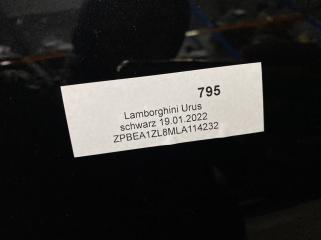 795
Lamborghini Urus
schwarz 19.01.2022
ZPBEA1ZL8MLA114232